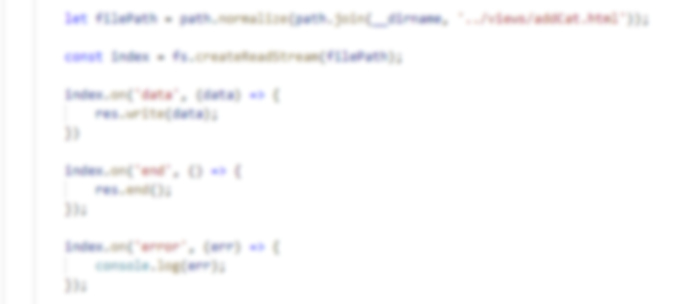 let filePath = path.normalize(path.join(__dirname, '../views/addCat.html'));
const index = fs.createReadStream(filePath);
index.on('data', (data) => {
res.write(data);
})
index.on('end', () => {
res.end();
});
index.on('error', (err) => {
console.log(err);
});